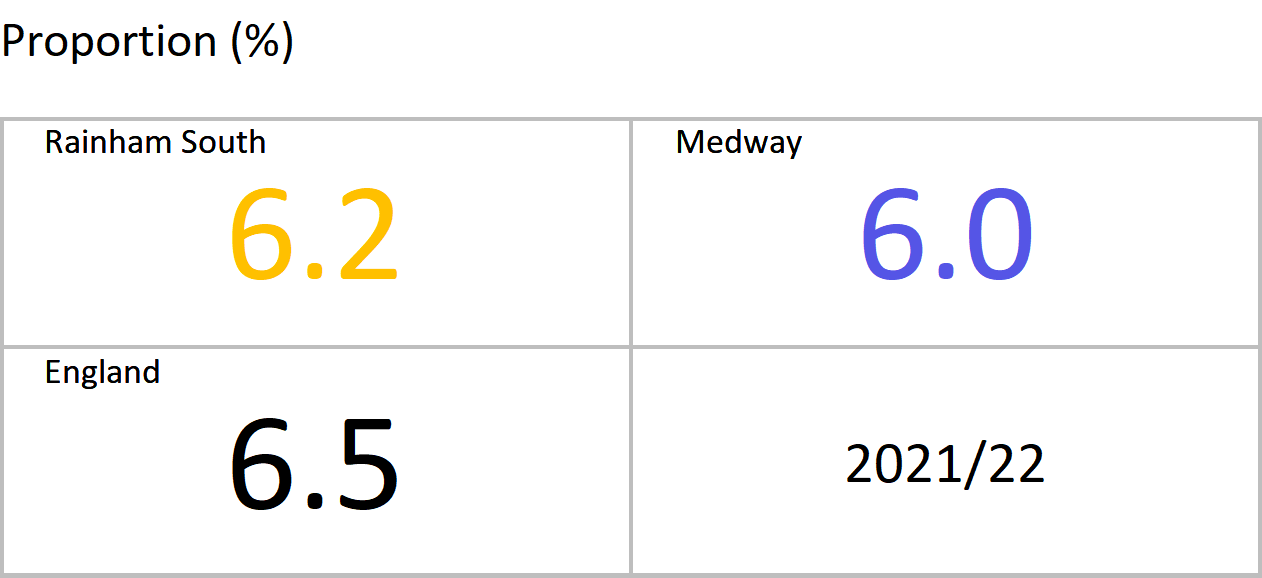 Proportion (%)
Rainham South
6.2
Medway
6.0
England
6.5
2021/22